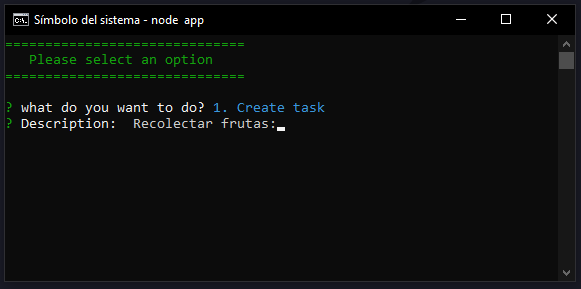 Símbolo del sistema - node app
==============================
Please select an option
==============================
? what do you want to do? 1. Create task
? Description: Recolectar frutas: